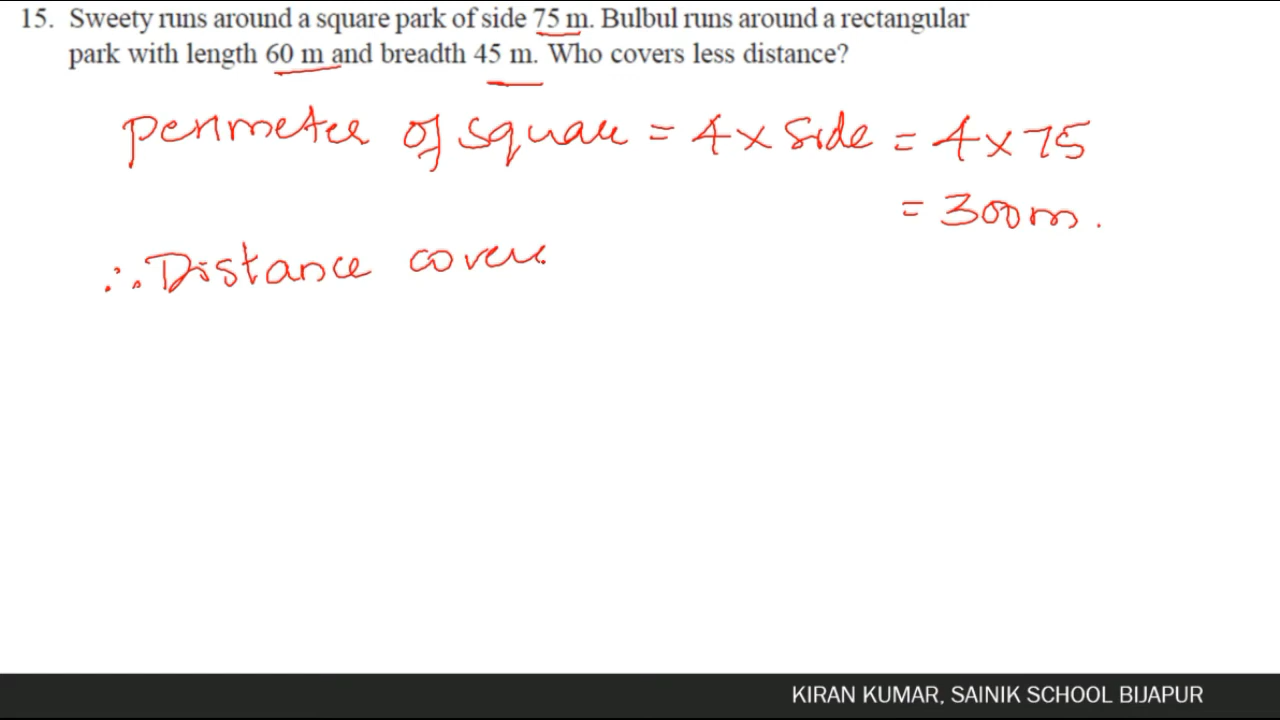 15. Sweety runs around a square park of side 75 m. Bulbul runs around a rectangular
park with length 60 m and breadth 45 m. Who covers less distance?
perimeter of square = 4 × side = 4 × 75
= 300m.
∴ Distance covere
KIRAN KUMAR, SAINIK SCHOOL BIJAPUR